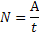 N = A/t